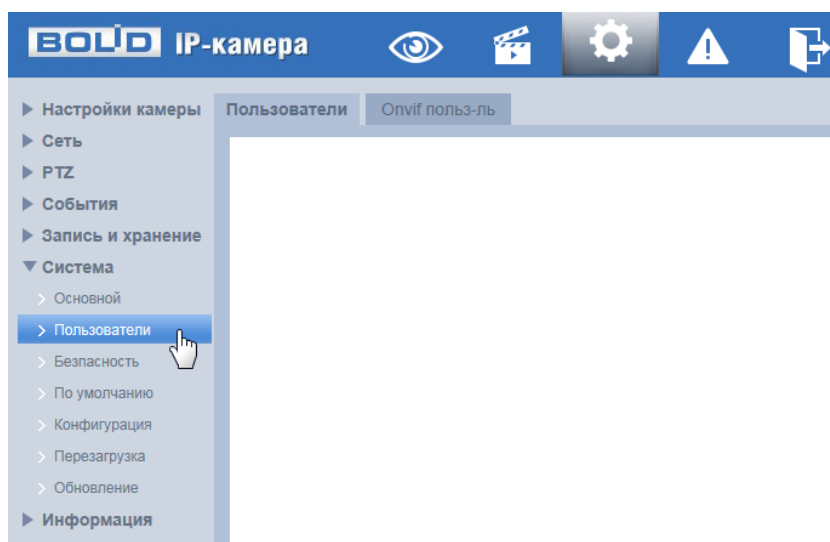 BOLID IP-камера
Настройки камеры
Сеть
PTZ
События
Запись и хранение
Система
Основной
Пользователи
Безпасность
По умолчанию
Конфигурация
Перезагрузка
Обновление
Информация
Пользователи Onvif польз-ль